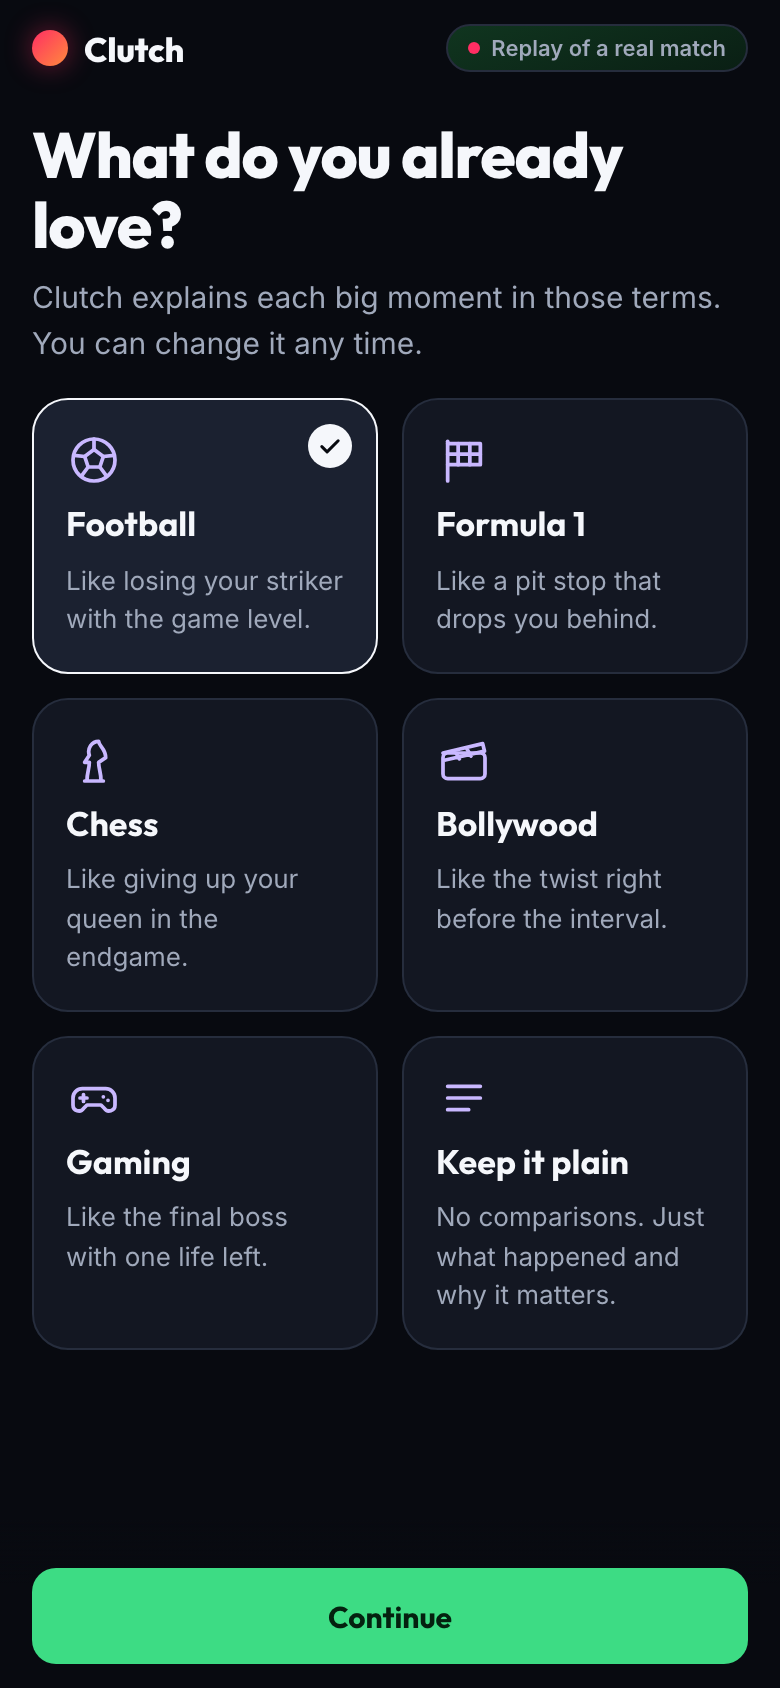 Clutch
Replay of a real match
What do you already
love?
Clutch explains each big moment in those terms.
You can change it any time.
Football
Like losing your striker
with the game level.
Formula 1
Like a pit stop that
drops you behind.
Chess
Like giving up your
queen in the
endgame.
Bollywood
Like the twist right
before the interval.
Gaming
Like the final boss
with one life left.
Keep it plain
No comparisons. Just
what happened and
why it matters.
Continue